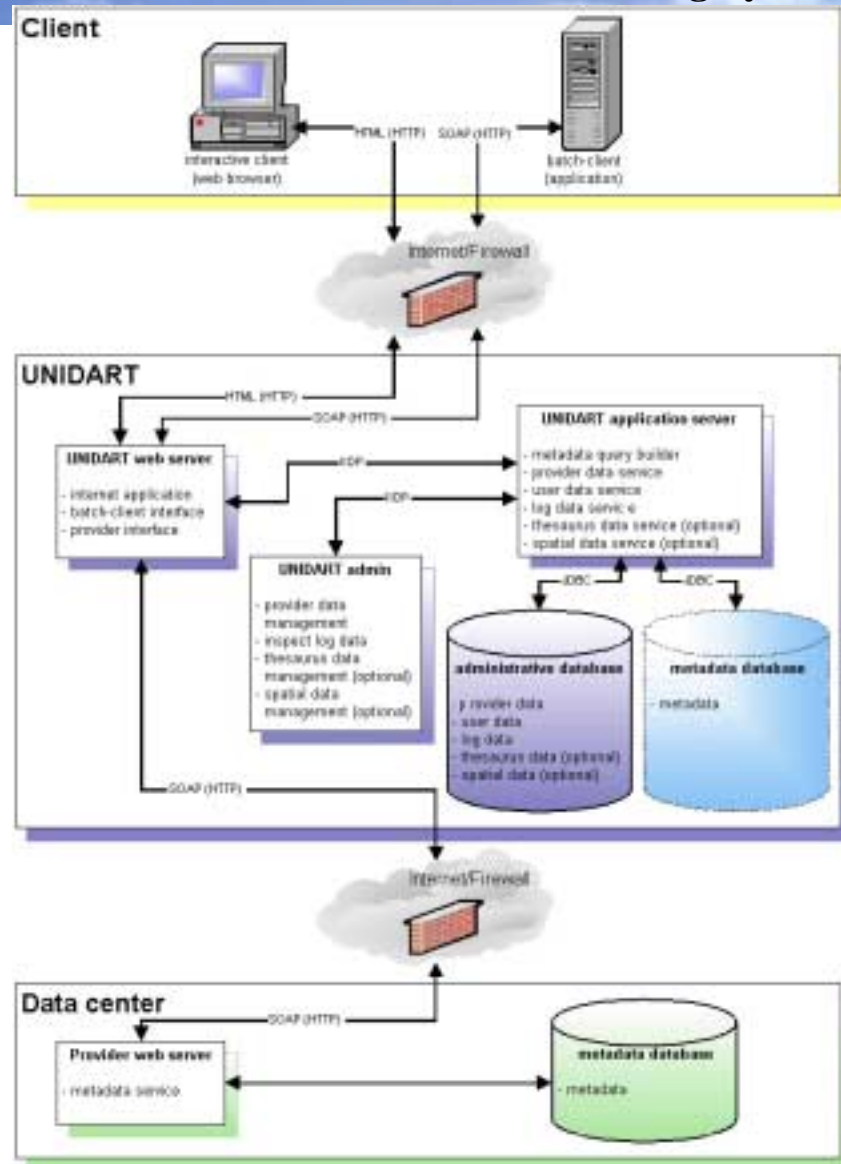 Client
HTML (HTTP)
SOAP (HTTP)
interactive client
(web browser)
batch-client
(application)
Internet/Firewall
UNIDART
HTML (HTTP)
SOAP (HTTP)
UNIDART web server
- internet application
- batch-client interface
- provider interface
UNIDART application server
- metadata query builder
- provider data service
- user data service
- log data servic e
- thesaurus data service (optional)
- spatial data service (optional)
UNIDART admin
- provider data
management
- inspect log data
- thesaurus data
management (optional)
- spatial data
management (optional)
JDBC
JDBC
administrative database
- p rovider data
- user data
- log data
- thesaurus data (optional)
- spatial data (optional)
metadata database
- metadata
SOAP (HTTP)
Internet/Firewall
Data center
SOAP (HTTP)
Provider web server
- metadata service
metadata database
- metadata